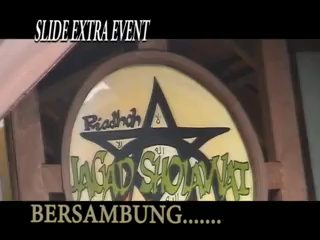 SLIDE EXTRA EVENT
Riadhoh
JAGAD SHOLAWAT
BERSAMBUNG.......